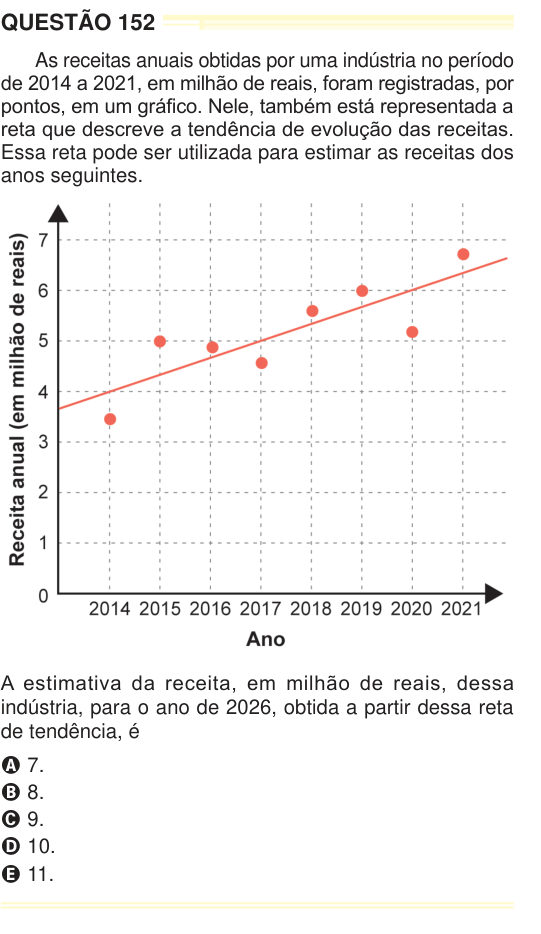 QUESTÃO 152
As receitas anuais obtidas por uma indústria no período
de 2014 a 2021, em milhão de reais, foram registradas, por
pontos, em um gráfico. Nele, também está representada a
reta que descreve a tendência de evolução das receitas.
Essa reta pode ser utilizada para estimar as receitas dos
anos seguintes.
Receita anual (em milhão de reais)
7
6
5
4
3
2
1
0
2014 2015 2016 2017 2018 2019 2020 2021
Ano
A estimativa da receita, em milhão de reais, dessa
indústria, para o ano de 2026, obtida a partir dessa reta
de tendência, é
A 7.
B 8.
C 9.
D 10.
E 11.